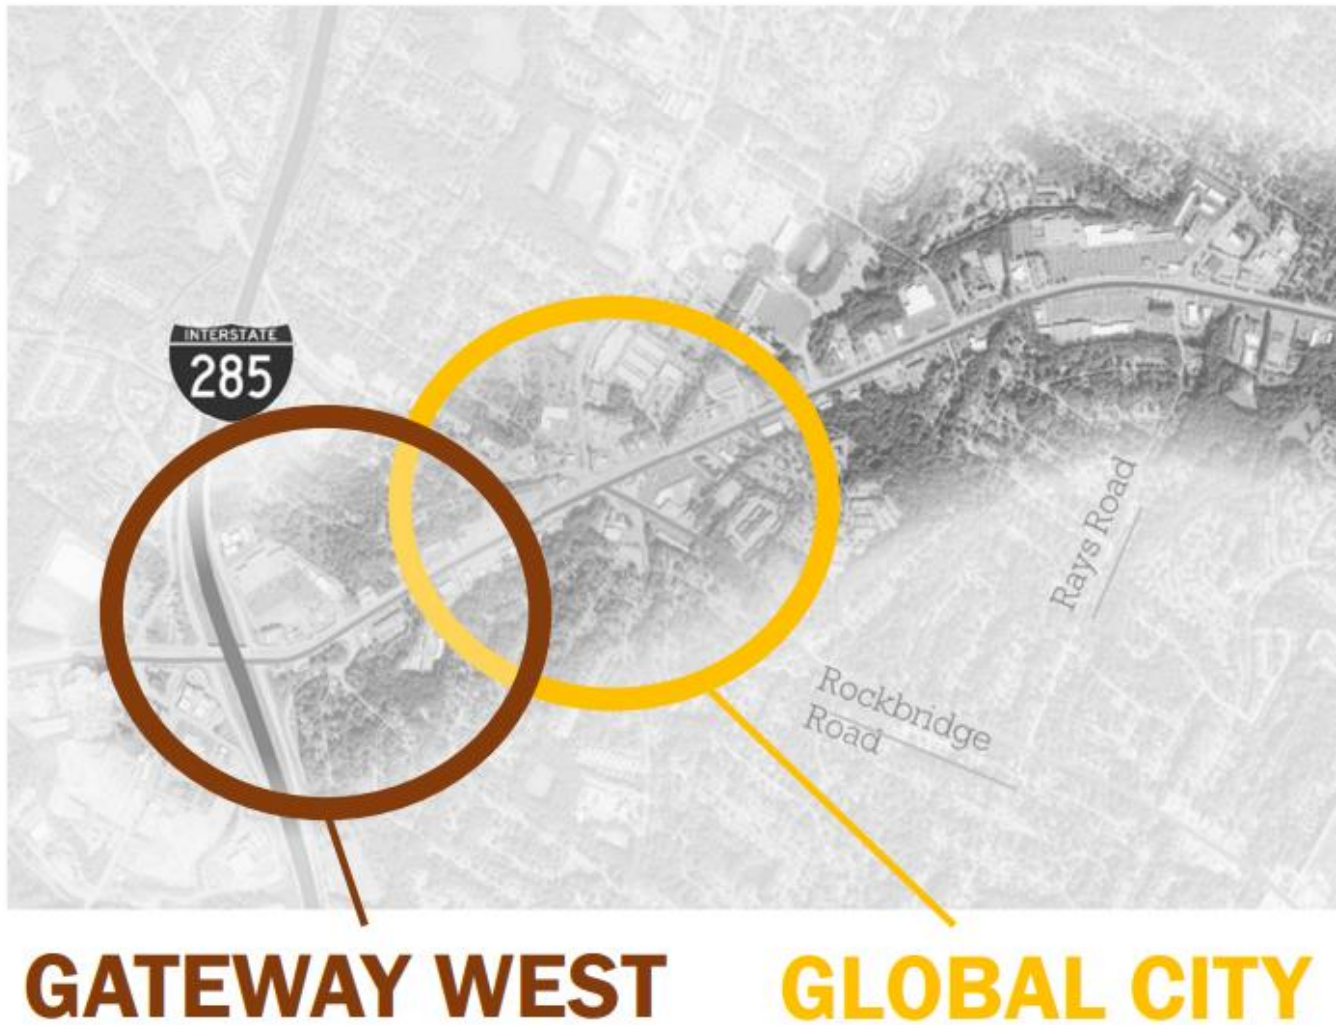 INTERSTATE
285
Rays Road
Rockbridge
Road
GATEWAY WEST
GLOBAL CITY